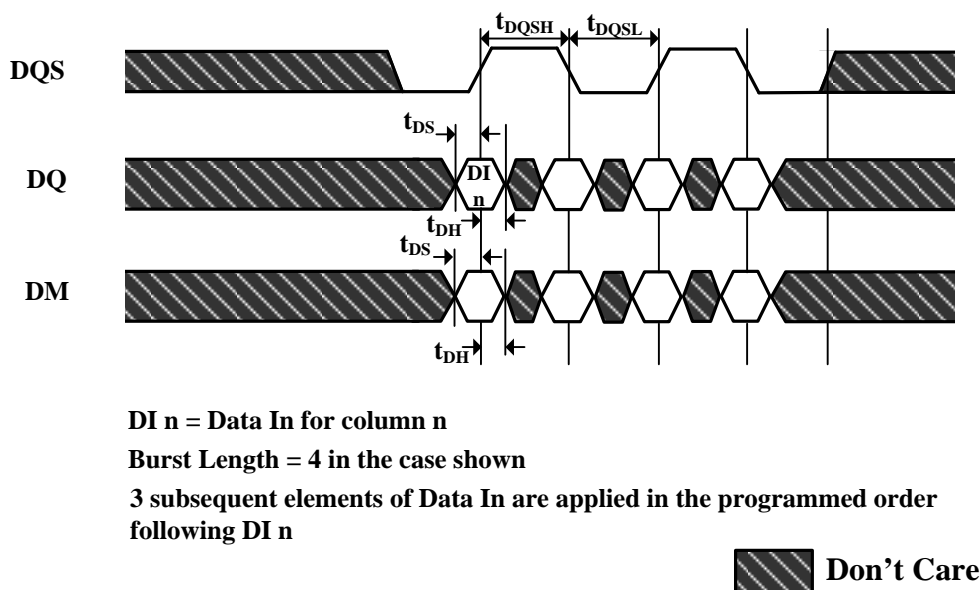 tDQSH tDQSL
DQS
tDS
DQ
DI
n
tDH
tDS
DM
tDH
DI n = Data In for column n
Burst Length = 4 in the case shown
3 subsequent elements of Data In are applied in the programmed order
following DI n
Don't Care